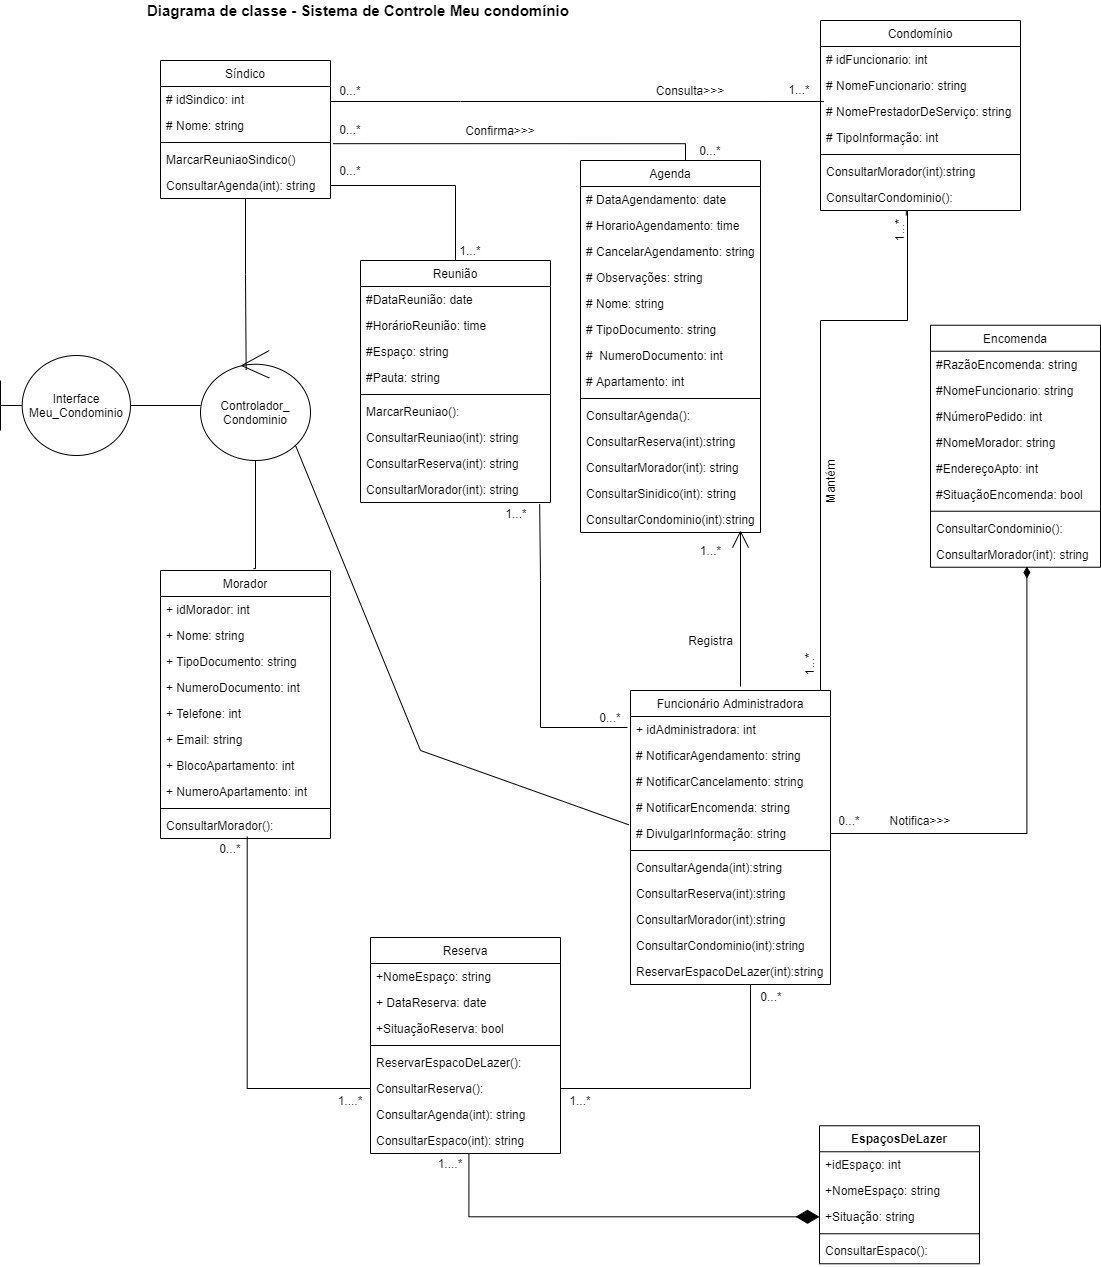 Diagrama de classe - Sistema de Controle Meu condomínio
Síndico
# idSindico: int
# Nome: string
MarcarReuniaoSindico()
ConsultarAgenda(int): string
0...*
Consulta>>>
1...*
0...*
Confirma>>>
0...*
0...*
1...*
Condomínio
# idFuncionario: int
# NomeFuncionario: string
# NomePrestadorDeServiço: string
# TipoInformação: int
ConsultarMorador(int):string
ConsultarCondominio():
1...*
Agenda
# DataAgendamento: date
# HorarioAgendamento: time
# CancelarAgendamento: string
# Observações: string
# Nome: string
# TipoDocumento: string
# NumeroDocumento: int
# Apartamento: int
ConsultarAgenda():
ConsultarReserva(int):string
ConsultarMorador(int): string
ConsultarSinidico(int): string
ConsultarCondominio(int):string
1...*
Reunião
#DataReunião: date
#HorárioReunião: time
#Espaço: string
#Pauta: string
MarcarReuniao():
ConsultarReuniao(int): string
ConsultarReserva(int): string
ConsultarMorador(int): string
1...*
Encomenda
#RazãoEncomenda: string
#NomeFuncionario: string
#NúmeroPedido: int
#NomeMorador: string
#EndereçoApto: int
#SituaçãoEncomenda: bool
ConsultarCondominio():
ConsultarMorador(int): string
Interface
Meu_Condominio
Controlador_
Condominio
Mantém
Registra
1...*
Morador
+ idMorador: int
+ Nome: string
+ TipoDocumento: string
+ NumeroDocumento: int
+ Telefone: int
+ Email: string
+ BlocoApartamento: int
+ NumeroApartamento: int
ConsultarMorador():
0...*
Funcionário Administradora
+ idAdministradora: int
# NotificarAgendamento: string
# NotificarCancelamento: string
# NotificarEncomenda: string
# DivulgarInformação: string
ConsultarAgenda(int):string
ConsultarReserva(int):string
ConsultarMorador(int):string
ConsultarCondominio(int):string
ReservarEspacoDeLazer(int):string
0...*
0...*
Notifica>>>
0...*
Reserva
+NomeEspaço: string
+ DataReserva: date
+SituaçãoReserva: bool
ReservarEspacoDeLazer():
ConsultarReserva():
ConsultarAgenda(int): string
ConsultarEspaco(int): string
1....*
1...*
1....*
EspaçosDeLazer
+idEspaço: int
+NomeEspaço: string
+Situação: string
ConsultarEspaco():